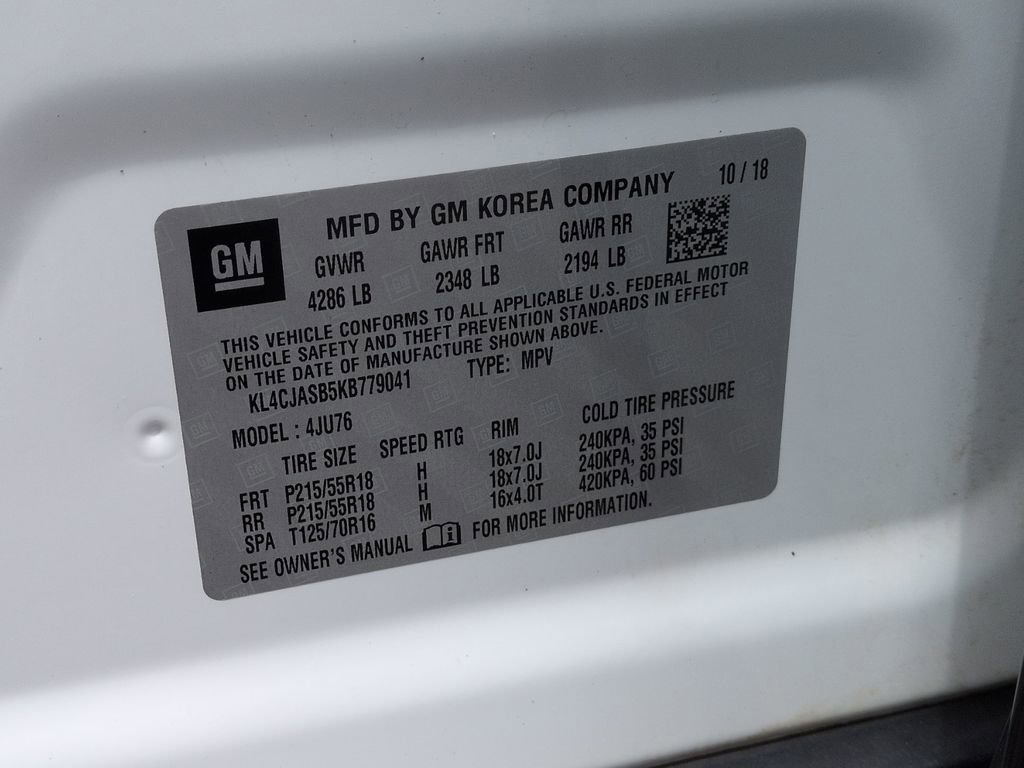 GM
MFD BY GM KOREA COMPANY 10 / 18
GVWR GAWR FRT GAWR RR
4286 LB 2348 LB 2194 LB
THIS VEHICLE CONFORMS TO ALL APPLICABLE U.S. FEDERAL MOTOR
VEHICLE SAFETY AND THEFT PREVENTION STANDARDS IN EFFECT
ON THE DATE OF MANUFACTURE SHOWN ABOVE.
KL4CJASB5KB779041 TYPE: MPV
MODEL : 4JU76
TIRE SIZE SPEED RTG RIM COLD TIRE PRESSURE
FRT P215/55R18 H 18x7.0J 240KPA, 35 PSI
RR P215/55R18 H 18x7.0J 240KPA, 35 PSI
SPA T125/70R16 M 16x4.0T 420KPA, 60 PSI
SEE OWNER'S MANUAL FOR MORE INFORMATION.